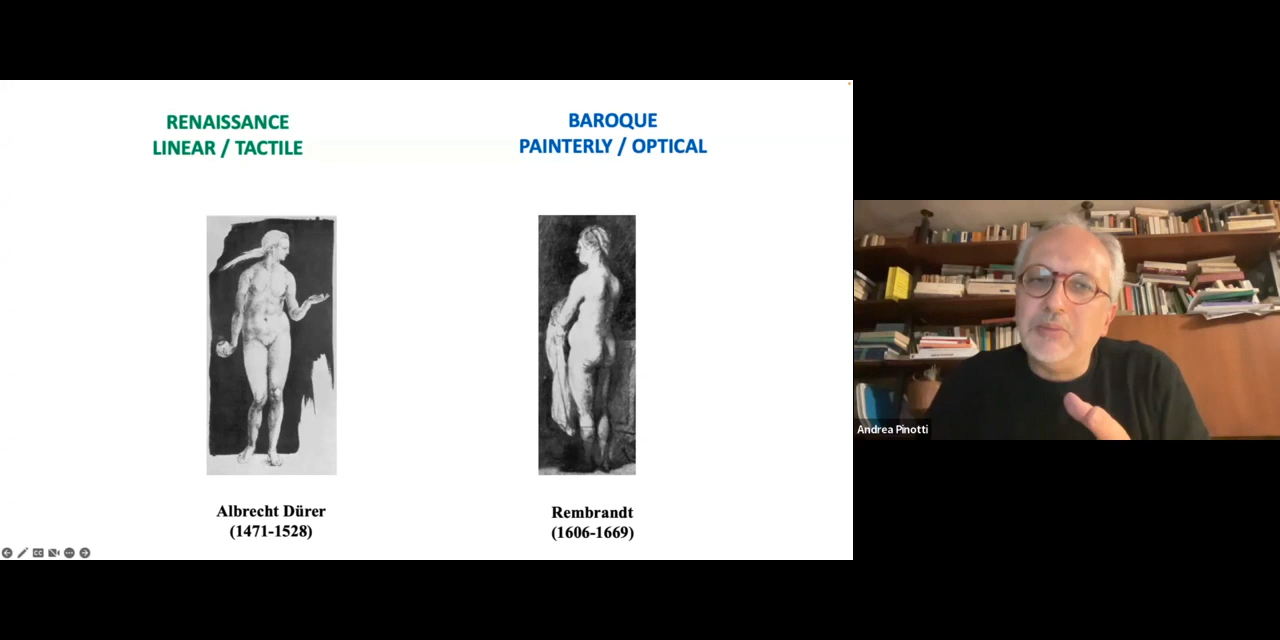 RENAISSANCE
LINEAR / TACTILE
BAROQUE
PAINTERLY / OPTICAL
Albrecht Dürer
(1471-1528)
Rembrandt
(1606-1669)
Andrea Pinotti